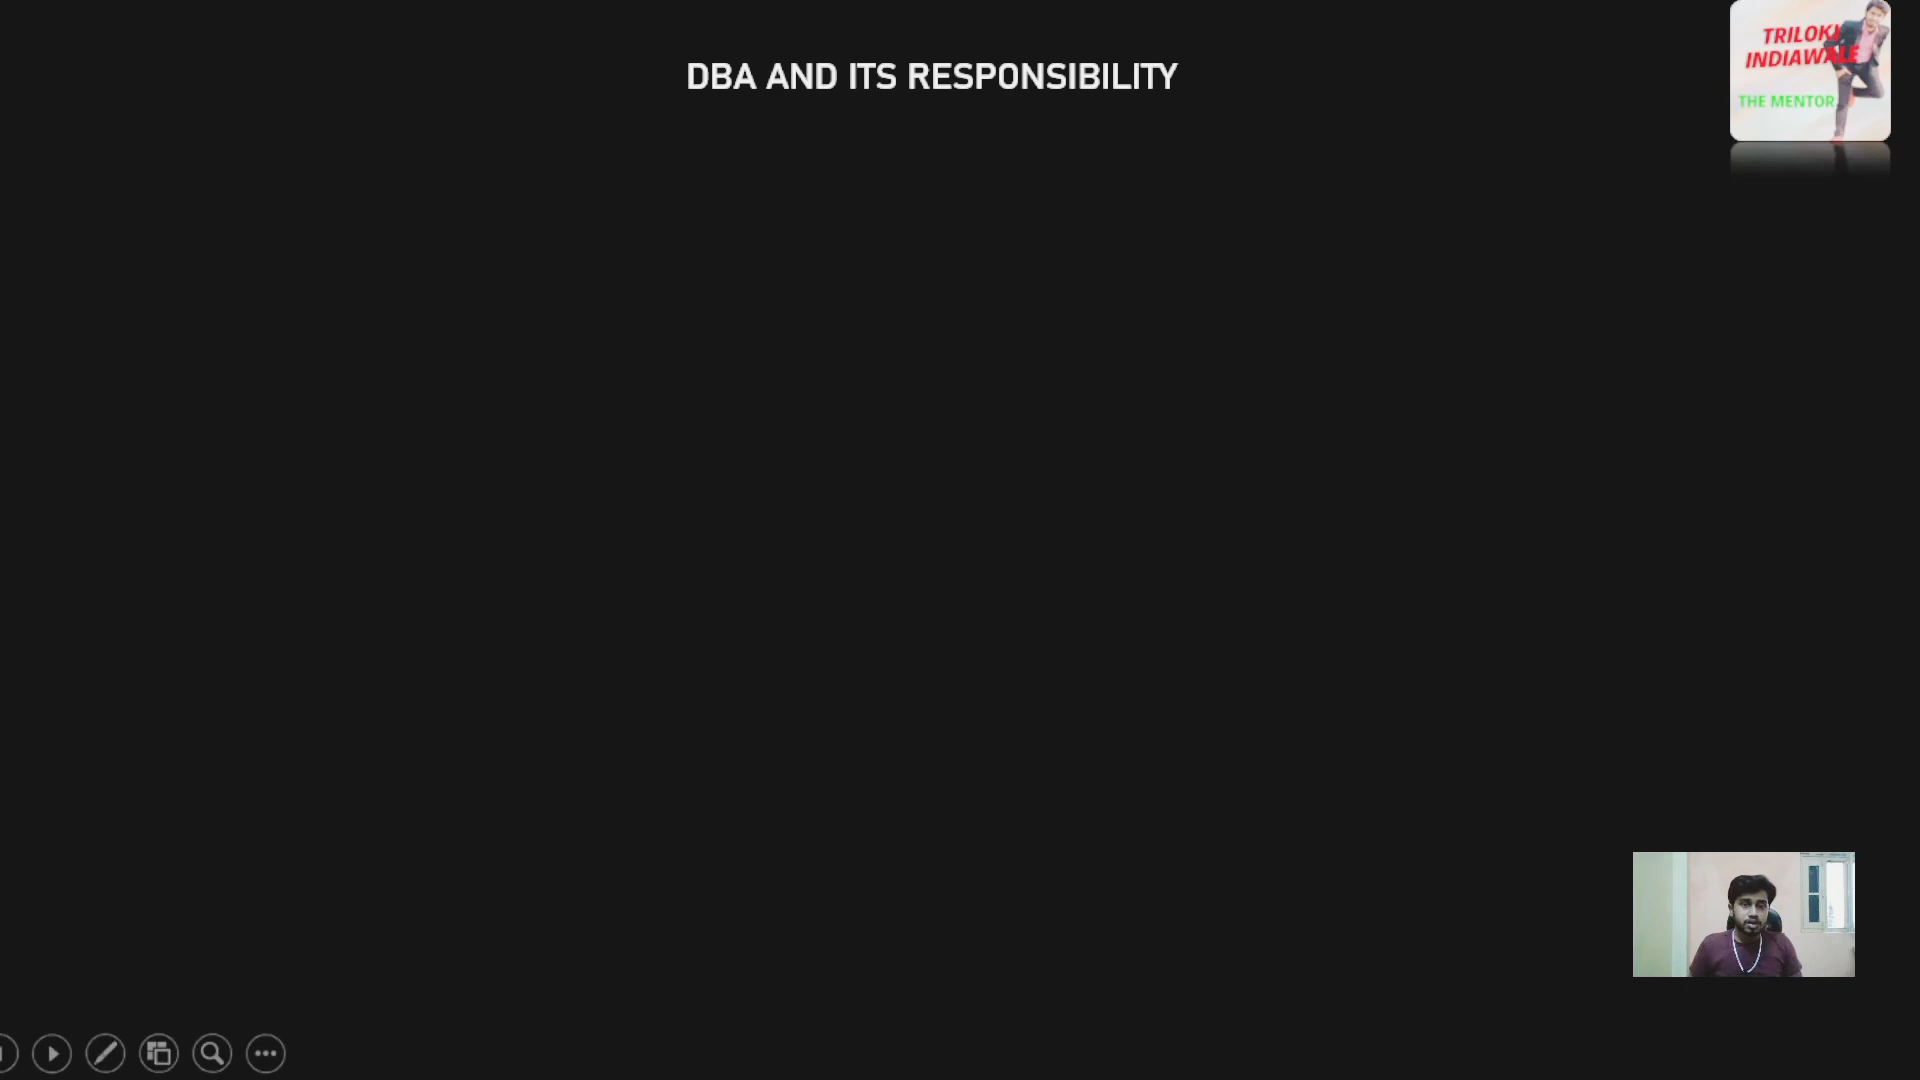 DBA AND ITS RESPONSIBILITY
TRILOKI
INDIAWALE
THE MENTOR